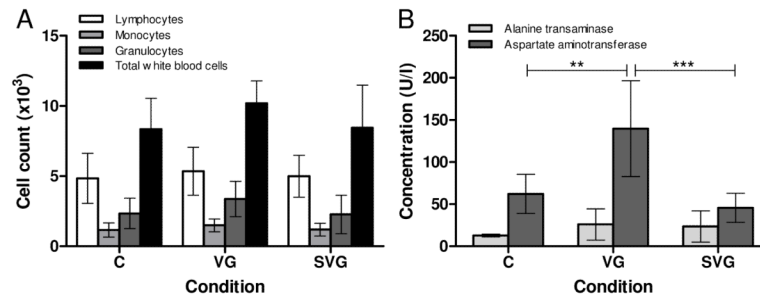 A
Lymphocytes
Monocytes
Granulocytes
Total white blood cells
15
10
5
0
Cell count (x10³)
C
VG
SVG
Condition
B
Alanine transaminase
Aspartate aminotransferase
250
200
150
100
50
0
Concentration (U/l)
**
***
C
VG
SVG
Condition